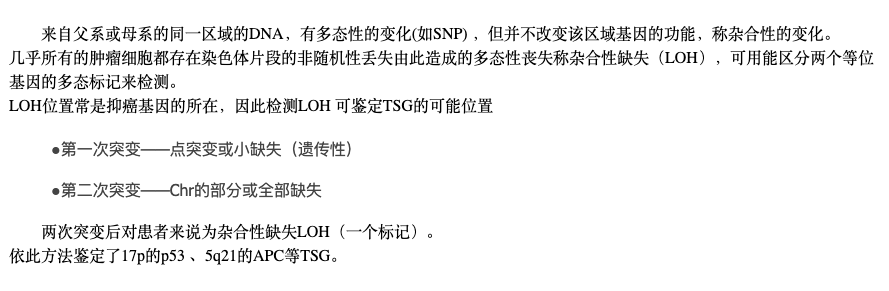 来自父系或母系的同一区域的DNA，有多态性的变化(如SNP) ，但并不改变该区域基因的功能，称杂合性的变化。
几乎所有的肿瘤细胞都存在染色体片段的非随机性丢失由此造成的多态性丧失称杂合性缺失（LOH），可用能区分两个等位
基因的多态标记来检测。
LOH位置常是抑癌基因的所在，因此检测LOH 可鉴定TSG的可能位置
●第一次突变——点突变或小缺失（遗传性)
●第二次突变——Chr的部分或全部缺失
两次突变后对患者来说为杂合性缺失LOH（一个标记）。
依此方法鉴定了17p的p53 、5q21的APC等TSG。